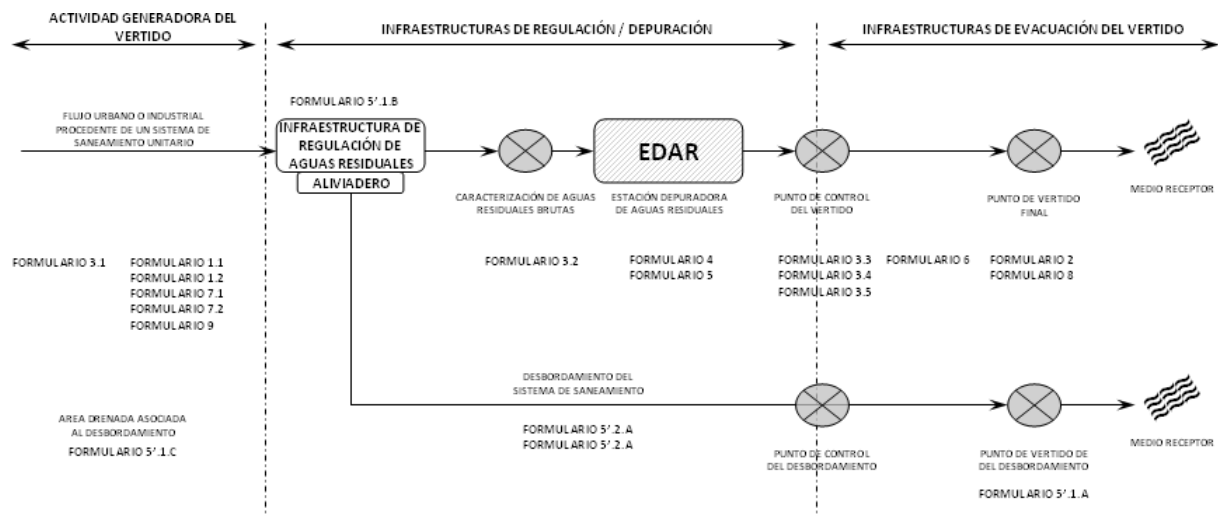 ACTIVIDAD GENERADORA DEL
VERTIDO
INFRAESTRUCTURAS DE REGULACIÓN / DEPURACIÓN
INFRAESTRUCTURAS DE EVACUACIÓN DEL VERTIDO
FLUJO URBANO O INDUSTRIAL
PROCEDENTE DE UN SISTEMA DE
SANEAMIENTO UNITARIO
FORMULARIO 5'.1.B
INFRAESTRUCTURA DE
REGULACIÓN DE
AGUAS RESIDUALES
ALIVIADERO
EDAR
CARACTERIZACIÓN DE AGUAS
RESIDUALES BRUTAS
ESTACIÓN DEPURADORA
DE AGUAS RESIDUALES
PUNTO DE CONTROL
DEL VERTIDO
PUNTO DE VERTIDO
FINAL
MEDIO RECEPTOR
FORMULARIO 3.1
FORMULARIO 1.1
FORMULARIO 1.2
FORMULARIO 7.1
FORMULARIO 7.2
FORMULARIO 9
FORMULARIO 3.2
FORMULARIO 4
FORMULARIO 5
FORMULARIO 3.3
FORMULARIO 3.4
FORMULARIO 3.5
FORMULARIO 6
FORMULARIO 2
FORMULARIO 8
AREA DRENADA ASOCIADA
AL DESBORDAMIENTO
FORMULARIO 5'.1.C
DESBORDAMIENTO DEL
SISTEMA DE SANEAMIENTO
FORMULARIO 5'.2.A
FORMULARIO 5'.2.A
PUNTO DE CONTROL
DEL DESBORDAMIENTO
PUNTO DE VERTIDO DE
DEL DESBORDAMIENTO
FORMULARIO 5'.1.A
MEDIO RECEPTOR